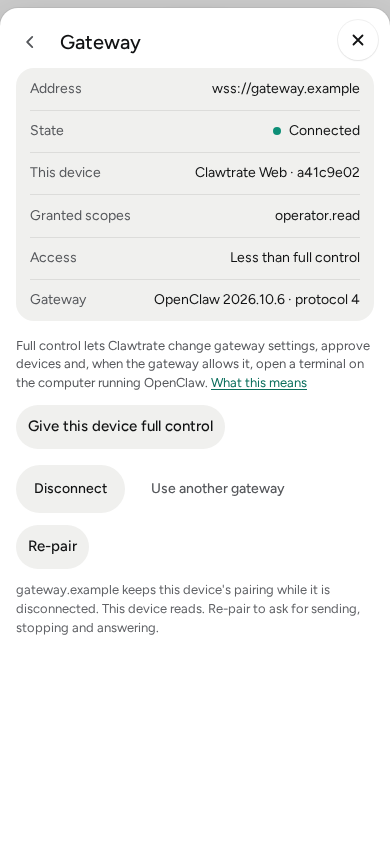 Gateway
Address wss://gateway.example
State Connected
This device Clawtrate Web · a41c9e02
Granted scopes operator.read
Access Less than full control
Gateway OpenClaw 2026.10.6 · protocol 4
Full control lets Clawtrate change gateway settings, approve
devices and, when the gateway allows it, open a terminal on
the computer running OpenClaw. What this means
Give this device full control
Disconnect Use another gateway
Re-pair
gateway.example keeps this device's pairing while it is
disconnected. This device reads. Re-pair to ask for sending,
stopping and answering.